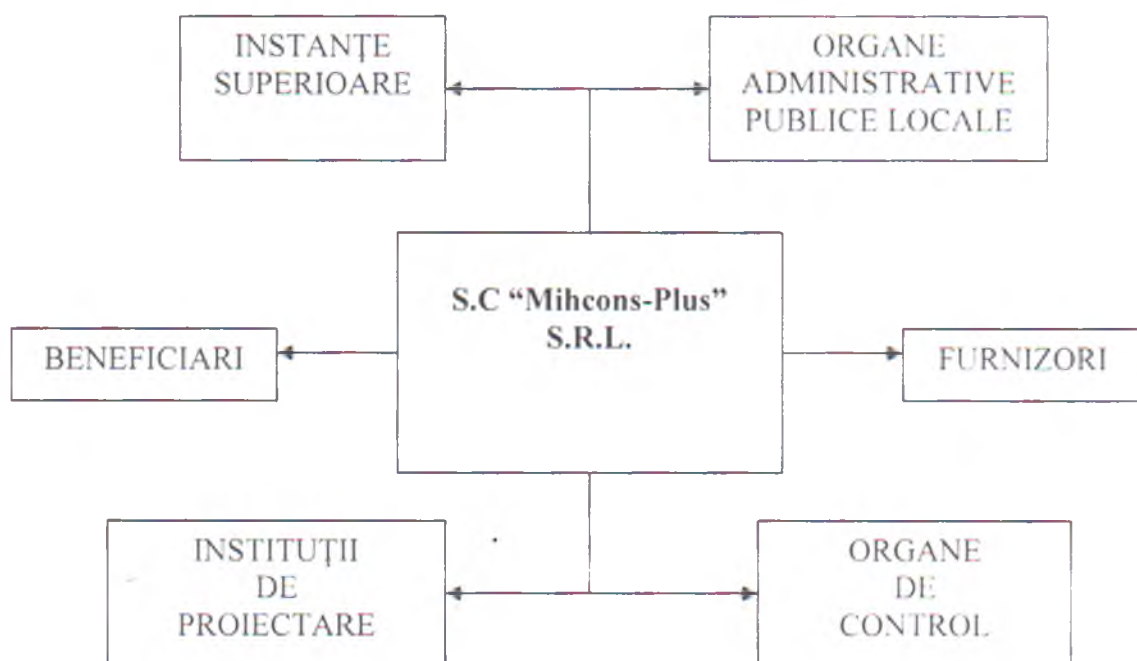 INSTANȚE
SUPERIOARE
ORGANE
ADMINISTRATIVE
PUBLICE LOCALE
S.C “Mihcons-Plus”
S.R.L.
BENEFICIARI
FURNIZORI
INSTITUȚII
DE
PROIECTARE
ORGANE
DE
CONTROL